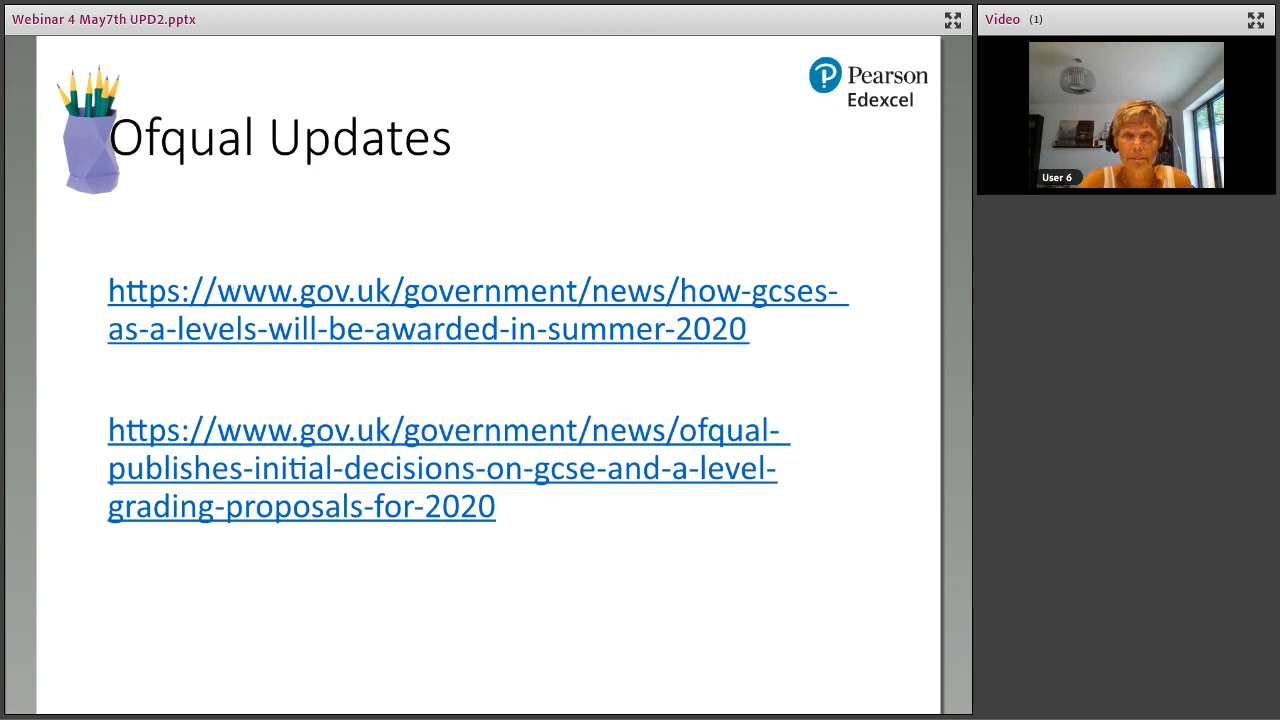 Webinar 4 May7th UPD2.pptx
Video (1)
Pearson
Edexcel
Ofqual Updates
User 6
https://www.gov.uk/government/news/how-gcses-
as-a-levels-will-be-awarded-in-summer-2020
https://www.gov.uk/government/news/ofqual-
publishes-initial-decisions-on-gcse-and-a-level-
grading-proposals-for-2020